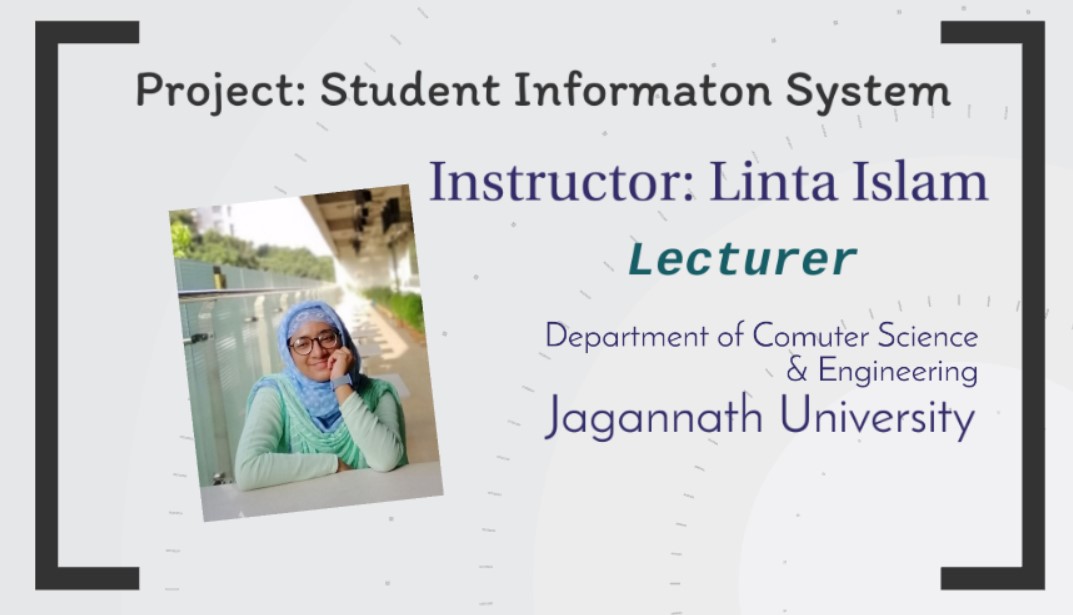 Project: Student Informaton System
Instructor: Linta Islam
Lecturer
Department of Comuter Science
& Engineering
Jagannath University